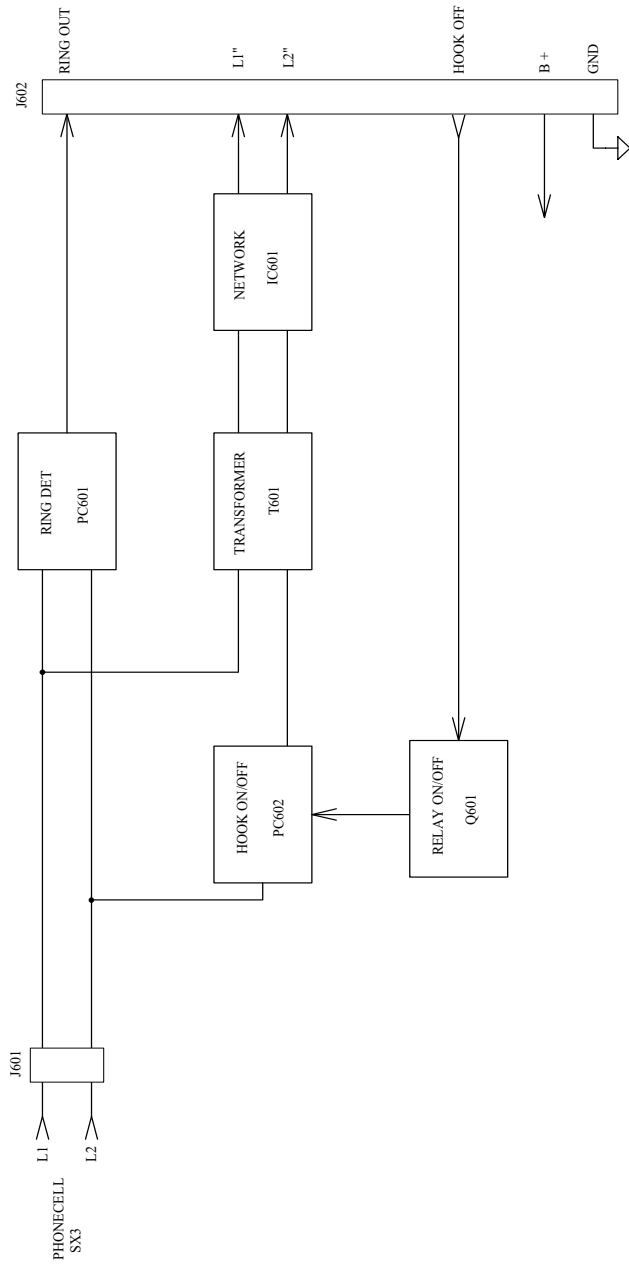 PHONECELL
SX3
L1
L2
J601
RING DET
PC601
HOOK ON/OFF
PC602
TRANSFORMER
T601
NETWORK
IC601
RELAY ON/OFF
Q601
J602
RING OUT
L1"
L2"
HOOK OFF
B +
GND